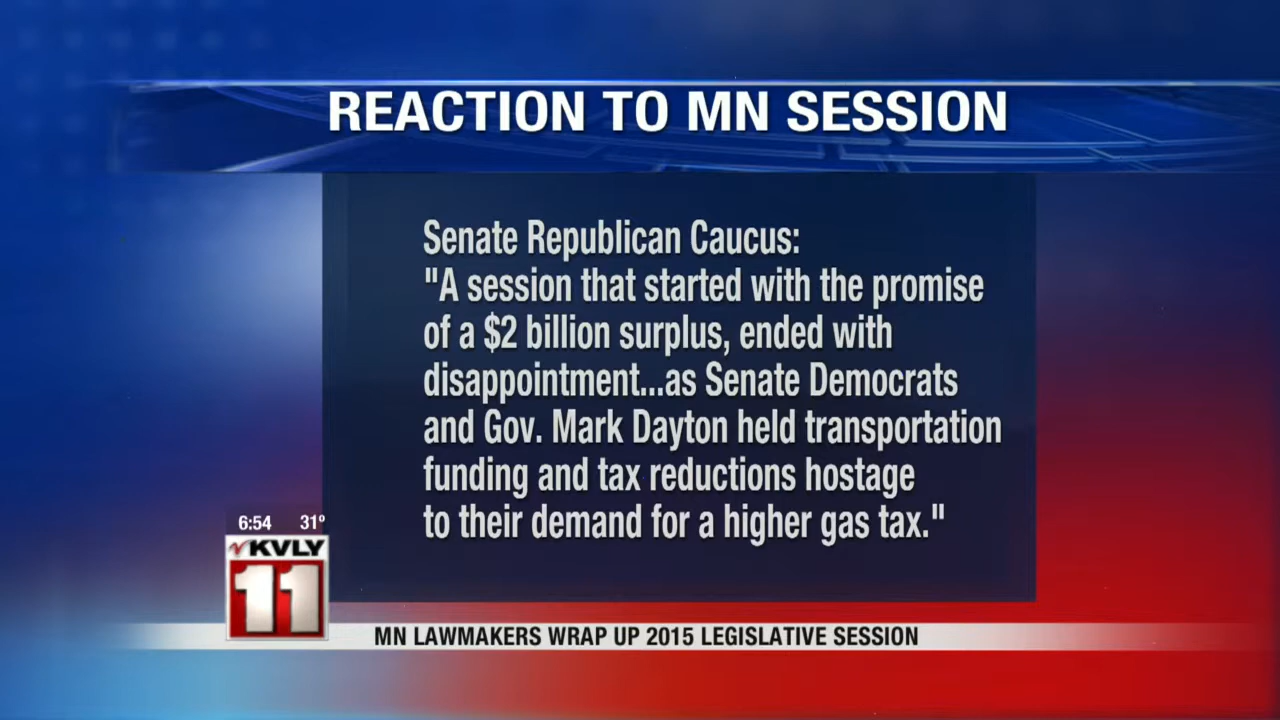 REACTION TO MN SESSION
Senate Republican Caucus:
"A session that started with the promise
of a $2 billion surplus, ended with
disappointment...as Senate Democrats
and Gov. Mark Dayton held transportation
funding and tax reductions hostage
to their demand for a higher gas tax."
6:54 31º
KVLY
11
MN LAWMAKERS WRAP UP 2015 LEGISLATIVE SESSION